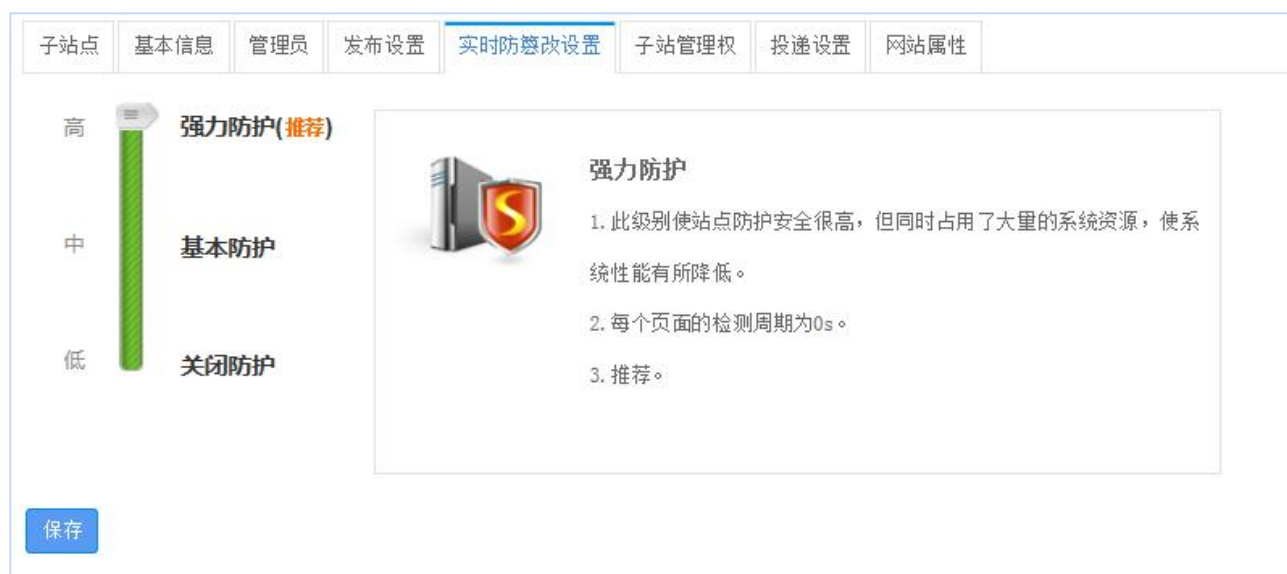 子站点 基本信息 管理员 发布设置 实时防篡改设置 子站管理权 投递设置 网站属性
高 强力防护(推荐)
中 基本防护
低 关闭防护
强力防护
1. 此级别使站点防护安全很高，但同时占用了大量的系统资源，使系
统性能有所降低。
2. 每个页面的检测周期为0s。
3. 推荐。
保存